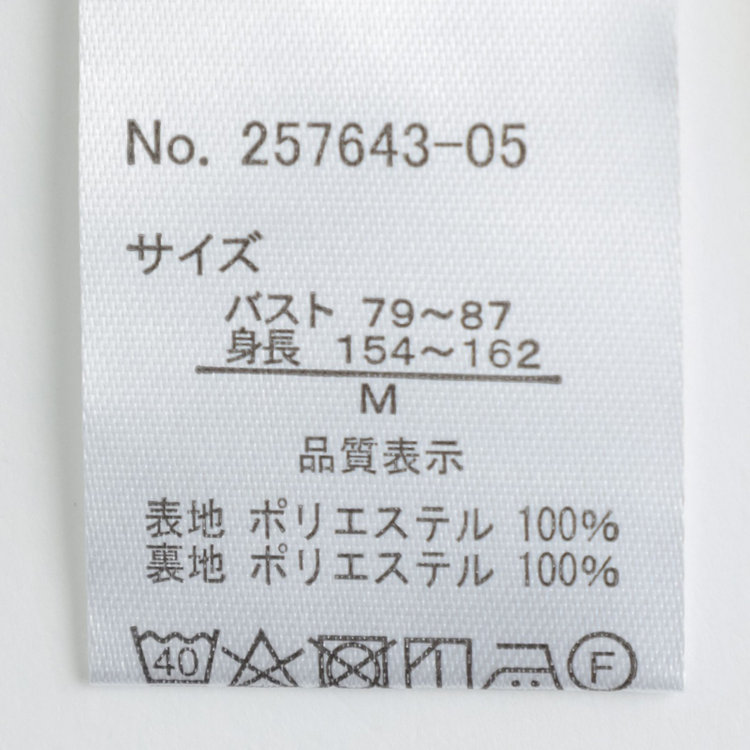 No. 257643-05
サイズ
バスト 79～87
身長 154～162
M
品質表示
表地 ポリエステル 100%
裏地 ポリエステル 100%
40 F